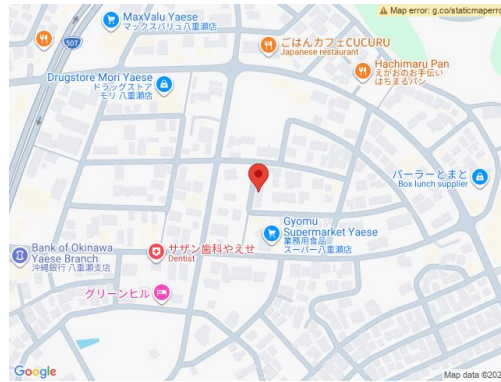 Map error: g.co/staticmaperro
MaxValu Yaese
マックスバリュ八重瀬店
507
ごはんカフェCUCURU
Japanese restaurant
Hachimaru Pan
えがおのお手伝い
はちまるパン
Drugstore Mori Yaese
ドラッグストア
モリ 八重瀬店
パーラーとまと
Box lunch supplier
Gyomu
Supermarket Yaese
業務用食品
スーパー八重瀬店
Bank of Okinawa
Yaese Branch
沖縄銀行 八重瀬支店
サザン歯科やえせ
Dentist
グリーンヒル
Google
Map data ©202